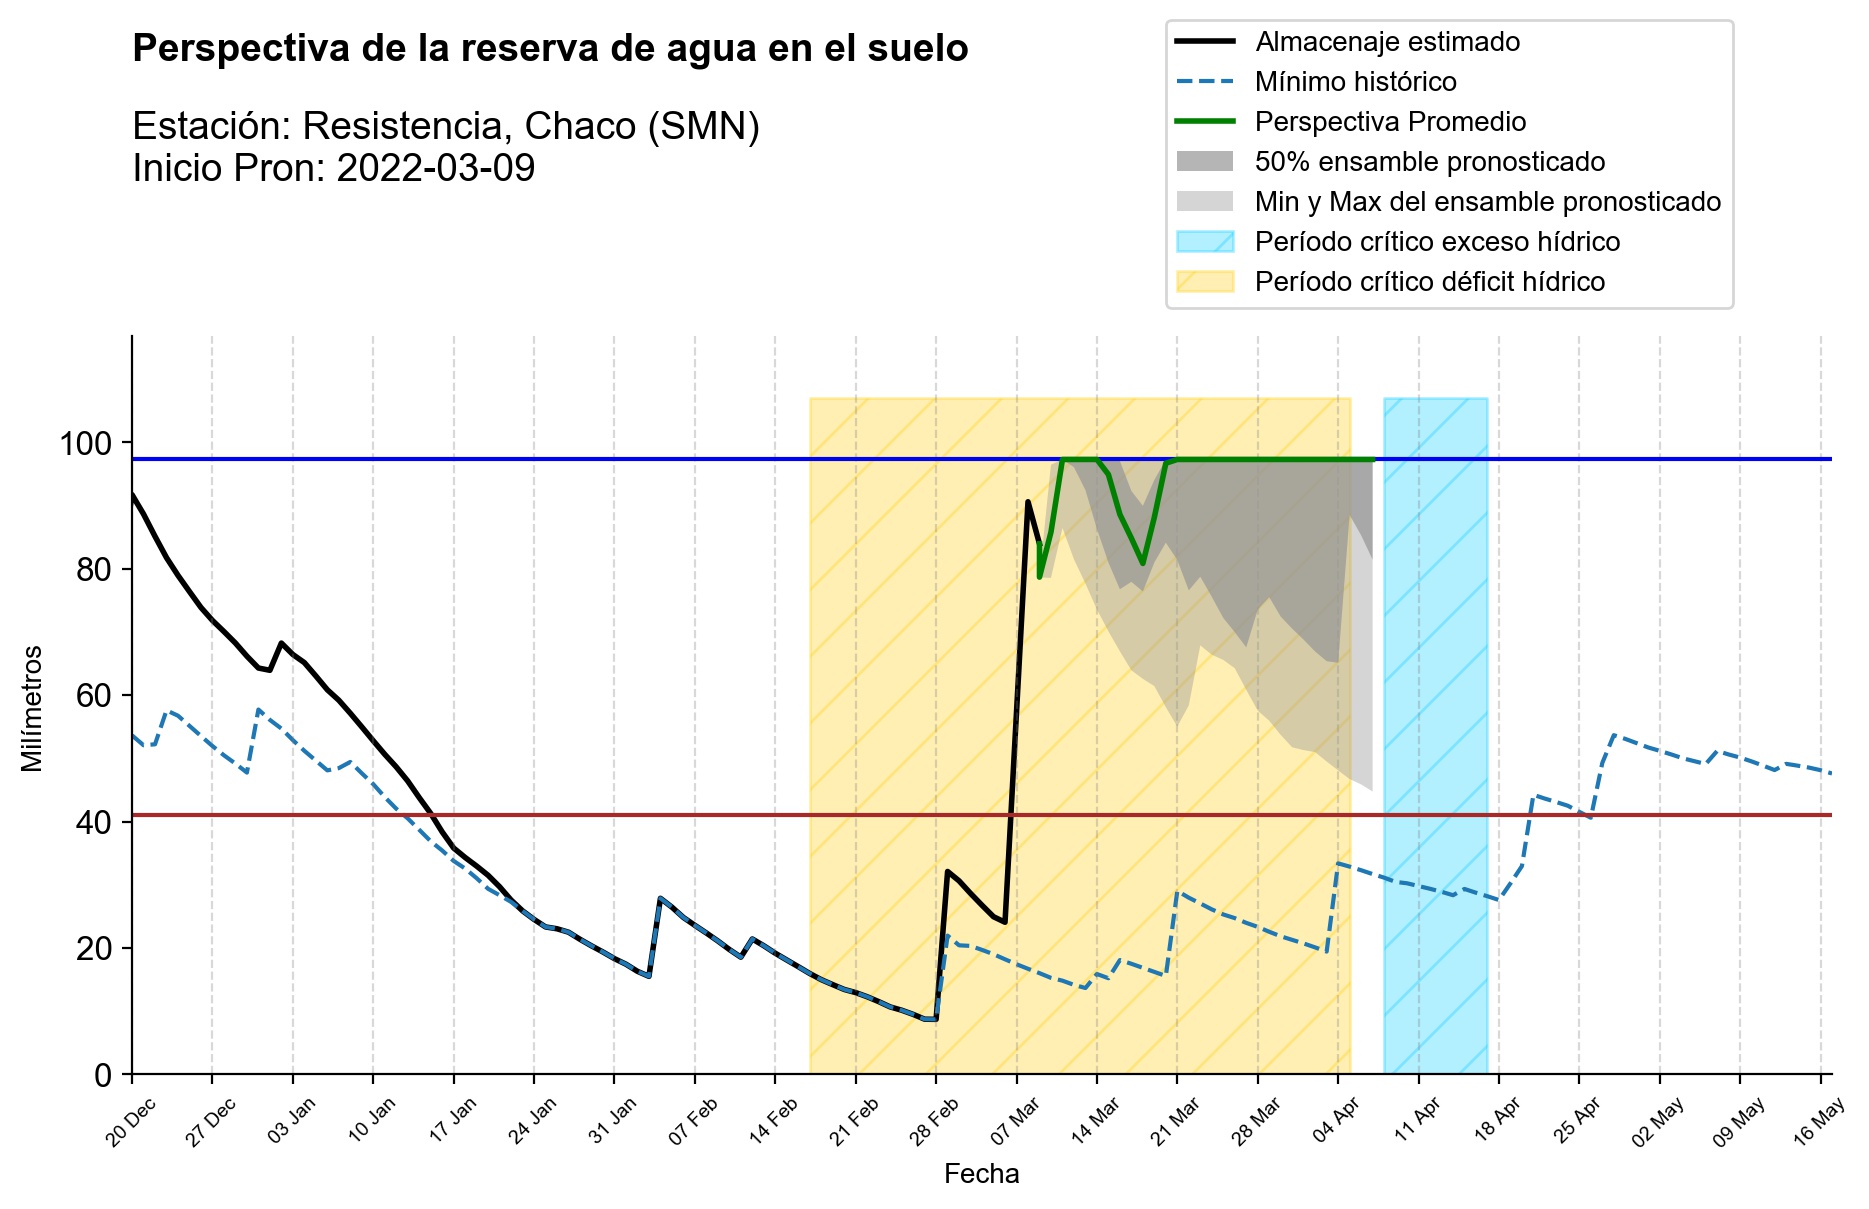 Perspectiva de la reserva de agua en el suelo
Estación: Resistencia, Chaco (SMN)
Inicio Pron: 2022-03-09
Almacenaje estimado
Mínimo histórico
Perspectiva Promedio
50% ensamble pronosticado
Min y Max del ensamble pronosticado
Período crítico exceso hídrico
Período crítico déficit hídrico
Milímetros
100
80
60
40
20
0
20 Dec
27 Dec
03 Jan
10 Jan
17 Jan
24 Jan
31 Jan
07 Feb
14 Feb
21 Feb
28 Feb
07 Mar
14 Mar
21 Mar
28 Mar
04 Apr
11 Apr
18 Apr
25 Apr
02 May
09 May
16 May
Fecha